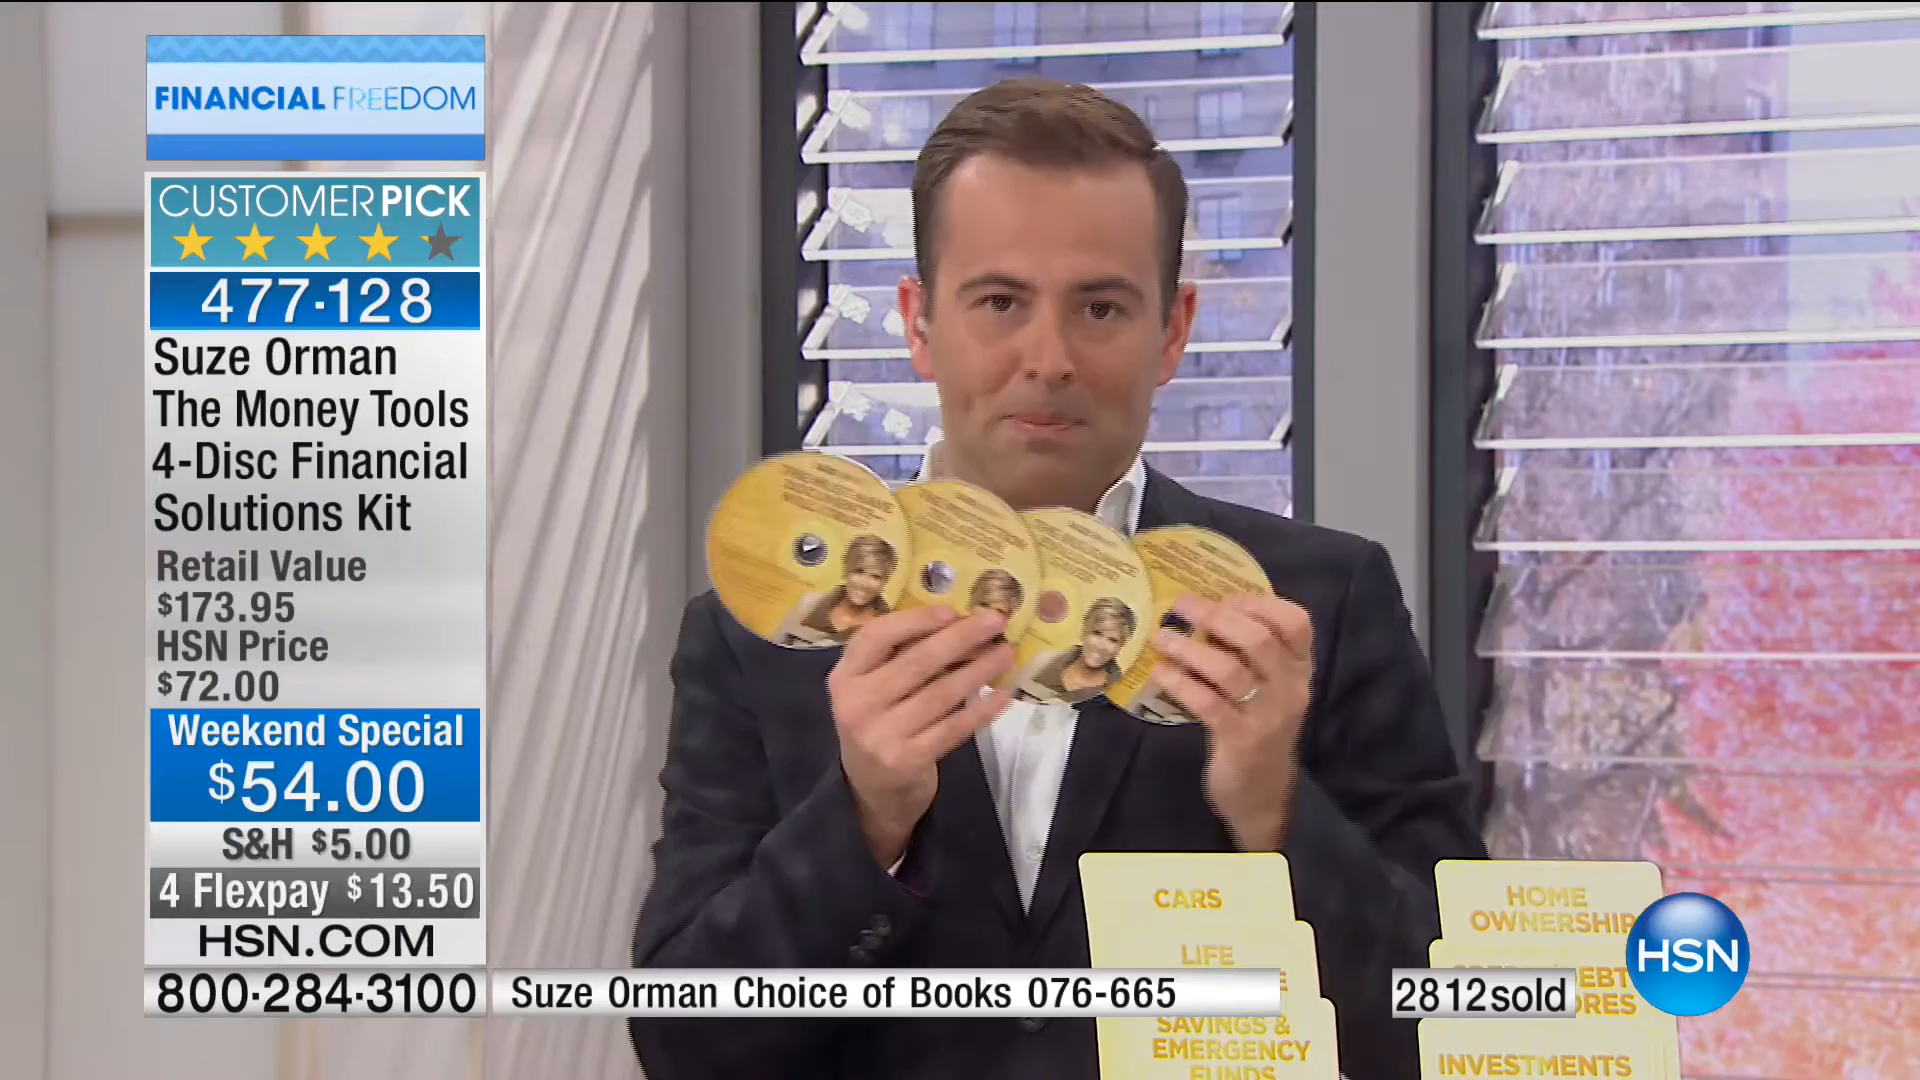 FINANCIAL FREEDOM
CUSTOMER PICK
477-128
Suze Orman
The Money Tools
4-Disc Financial
Solutions Kit
Retail Value
$173.95
HSN Price
$72.00
Weekend Special
$54.00
S&H $5.00
4 Flexpay $13.50
HSN.COM
800·284·3100
Suze Orman Choice of Books 076-665
2812sold
HSN
CARS
LIFE
SAVINGS &
EMERGENCY
FUNDS
HOME
OWNERSHIP
INVESTMENTS